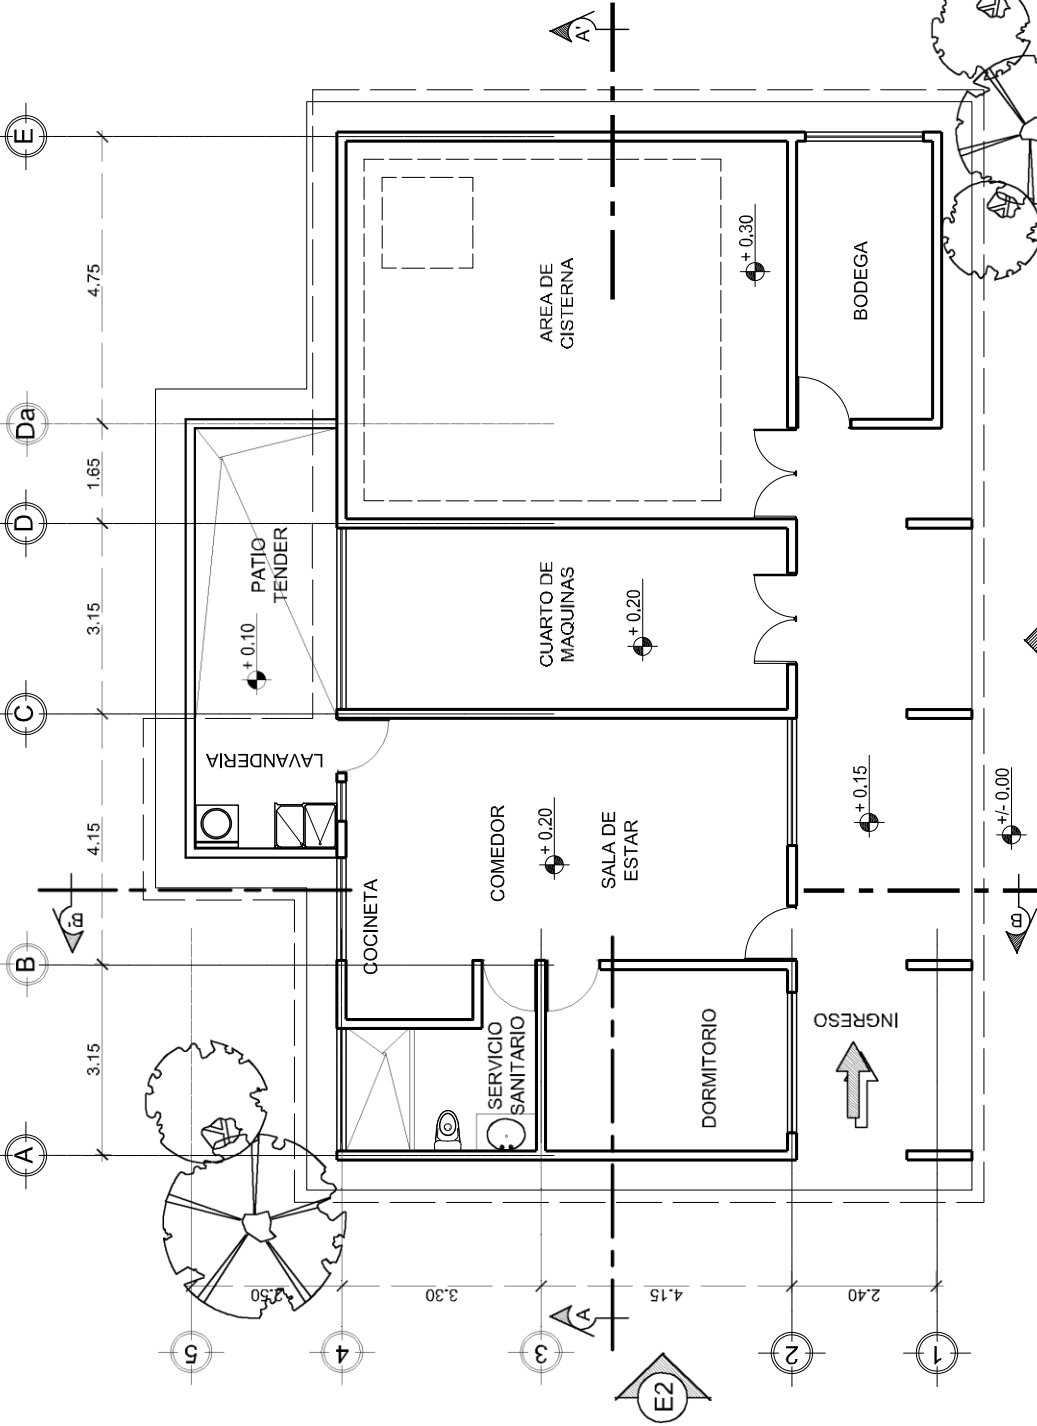 A'
E
Da
D
C
B
A
4.75
1.65
3.15
4.15
3.15
AREA DE
CISTERNA
+ 0.30
BODEGA
PATIO
TENDER
+ 0.10
CUARTO DE
MAQUINAS
+ 0.20
LAVANDERIA
COCINETA
COMEDOR
+ 0.20
SALA DE
ESTAR
+ 0.15
+/- 0.00
B'
B
SERVICIO
SANITARIO
DORMITORIO
INGRESO
2.50
3.30
4.15
2.40
5
4
3
2
1
A
E2